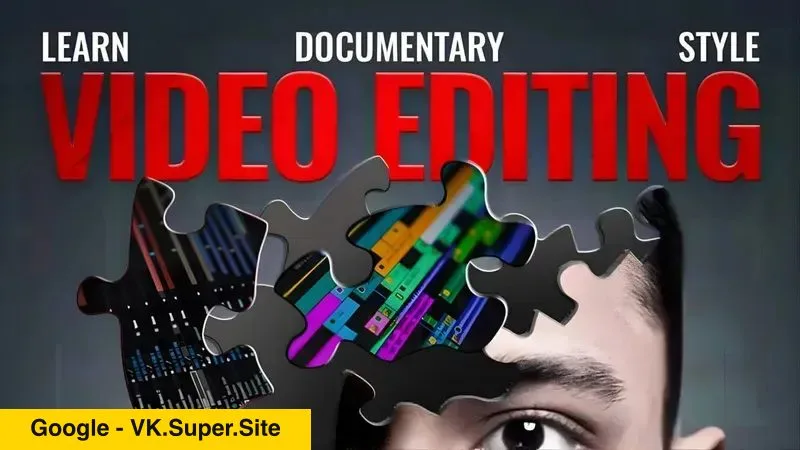 LEARN DOCUMENTARY STYLE
VIDEO EDITING
Google - VK.Super.Site